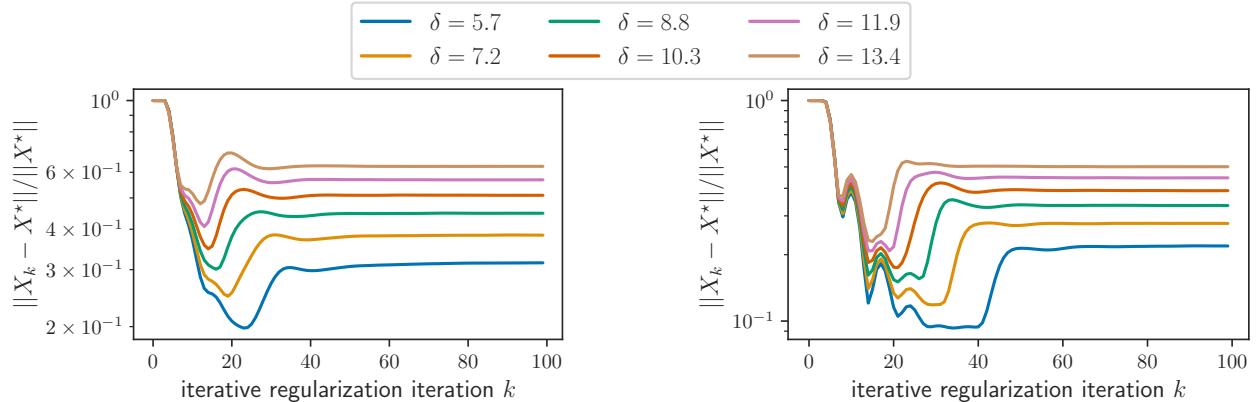 δ = 5.7 δ = 8.8 δ = 11.9
δ = 7.2 δ = 10.3 δ = 13.4
||X_k − X^⋆||/||X^⋆||
10^0
6 × 10^{−1}
4 × 10^{−1}
3 × 10^{−1}
2 × 10^{−1}
0 20 40 60 80 100
iterative regularization iteration k
||X_k − X^⋆||/||X^⋆||
10^0
10^{−1}
0 20 40 60 80 100
iterative regularization iteration k